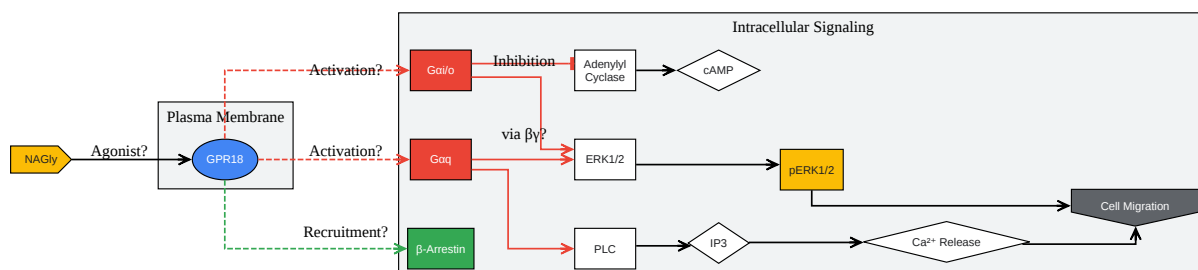 Intracellular Signaling
Gαi/o
Inhibition
Adenylyl
Cyclase
cAMP
Activation?
Plasma Membrane
via βγ?
NAGly
Agonist?
GPR18
Activation?
Gαq
ERK1/2
pERK1/2
Cell Migration
Recruitment?
β-Arrestin
PLC
IP3
Ca²⁺ Release